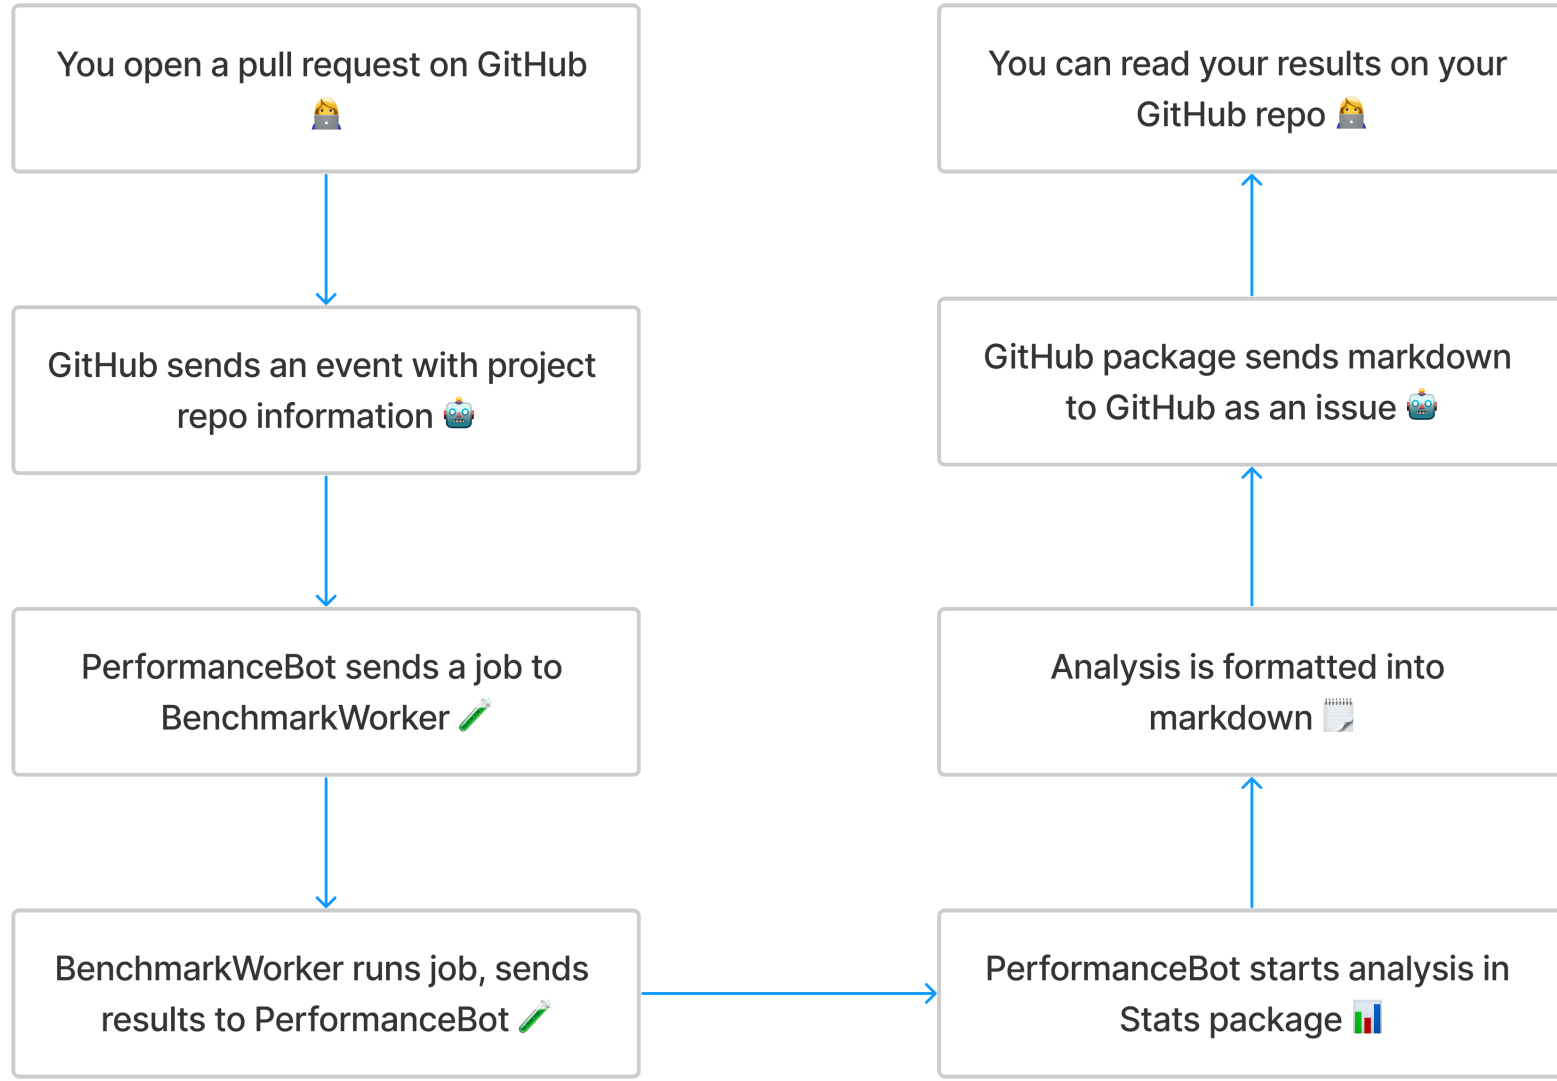 You open a pull request on GitHub
👩‍💻
GitHub sends an event with project
repo information 🤖
PerformanceBot sends a job to
BenchmarkWorker 🧪
BenchmarkWorker runs job, sends
results to PerformanceBot 🧪
PerformanceBot starts analysis in
Stats package 📊
Analysis is formatted into
markdown 🗒️
GitHub package sends markdown
to GitHub as an issue 🤖
You can read your results on your
GitHub repo 👩‍💻